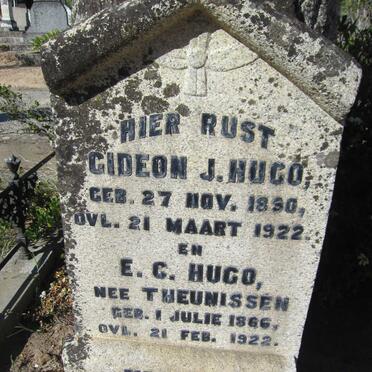 HIER RUST
GIDEON J. HUGO,
GEB. 27 NOV. 1890,
OVL. 21 MAART 1922.
EN
E. C. HUGO,
NEE THEUNISSEN
GEB. 1 JULIE 1866,
OVL. 21 FEB. 1922.